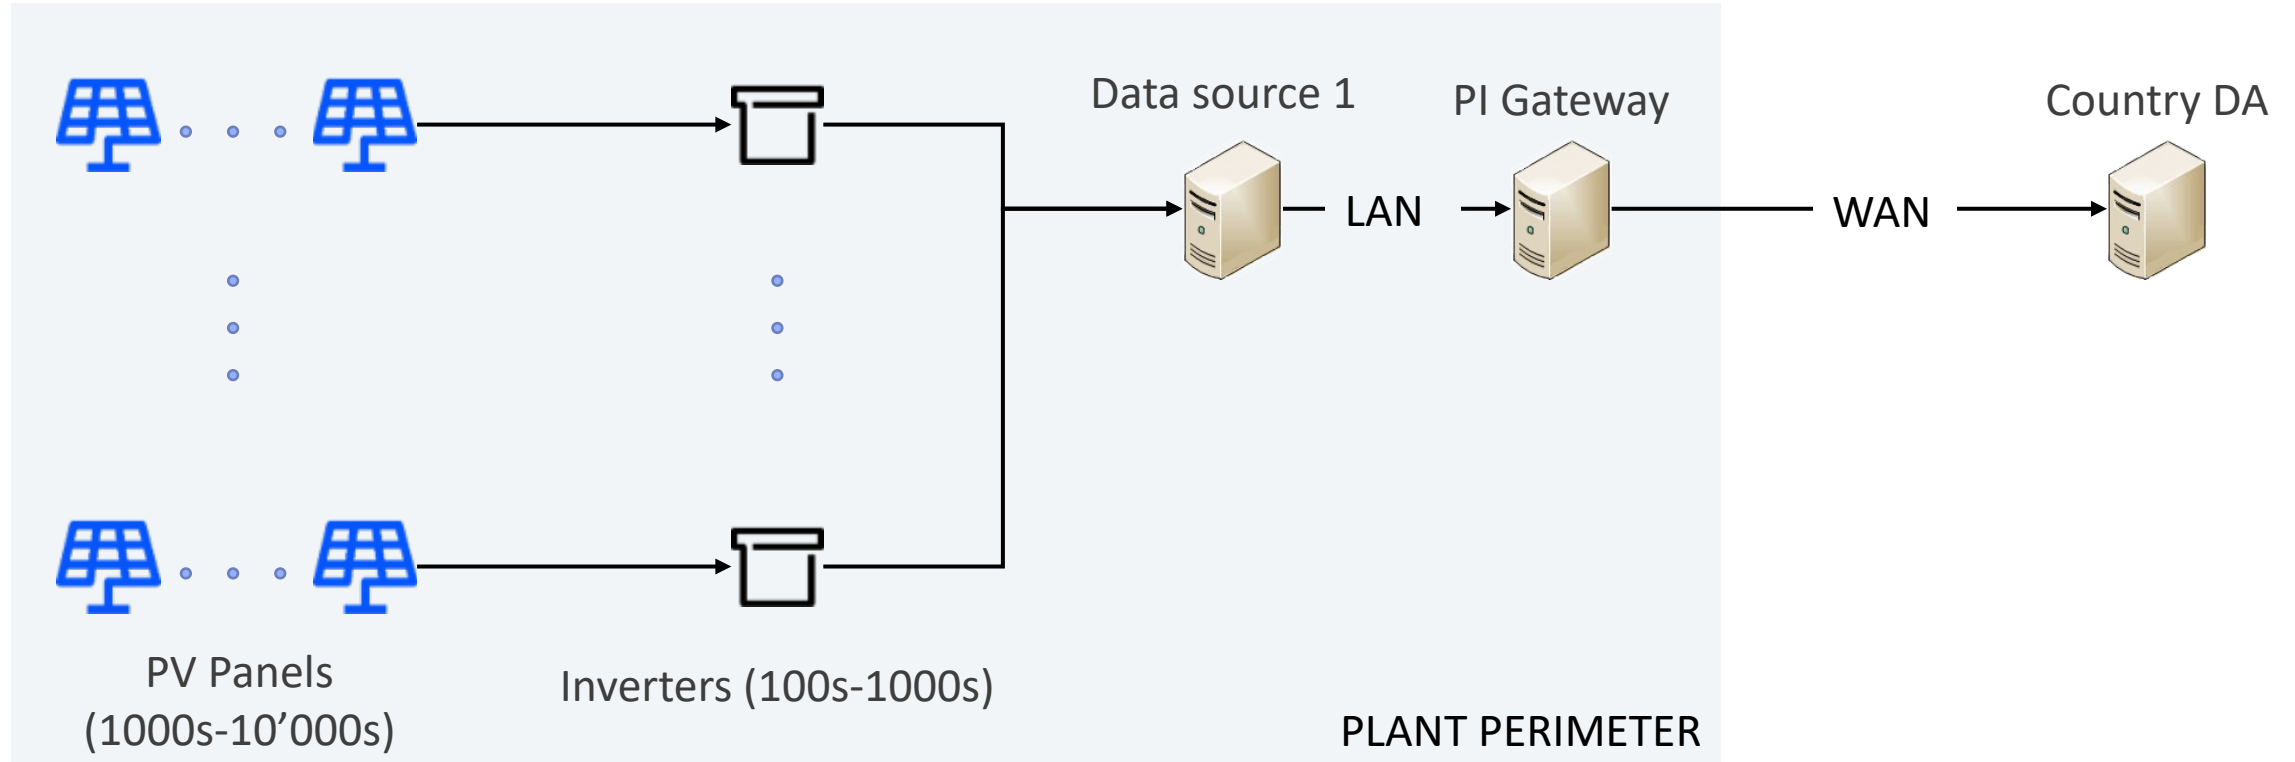 Data source 1
PI Gateway
Country DA
LAN
WAN
PV Panels
(1000s-10’000s)
Inverters (100s-1000s)
PLANT PERIMETER